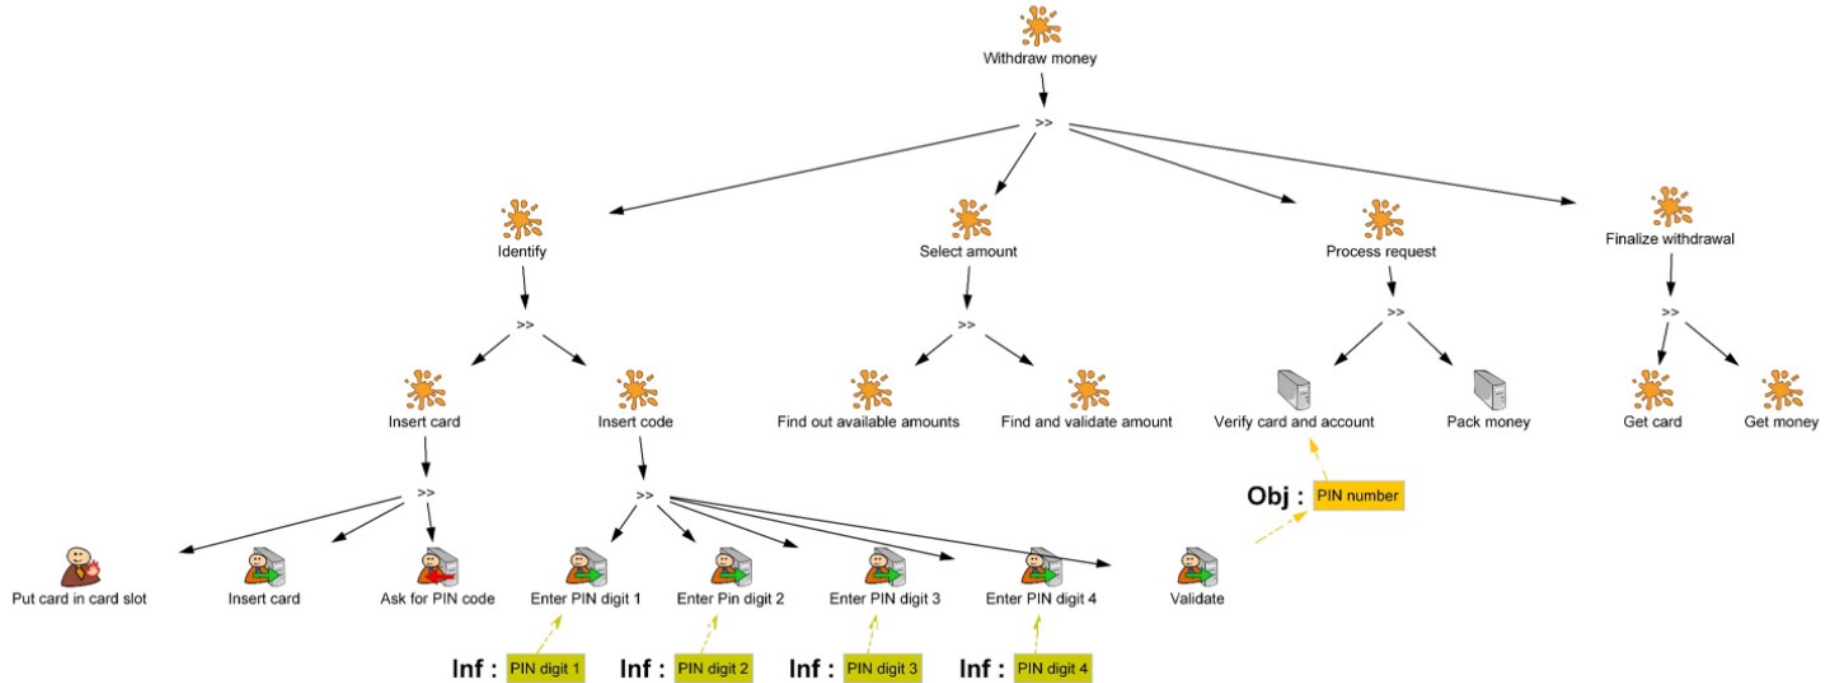 Withdraw money
>>
Identify
Select amount
Process request
Finalize withdrawal
>>
>>
>>
>>
Insert card
Insert code
Find out available amounts
Find and validate amount
Verify card and account
Pack money
Get card
Get money
>>
>>
Obj : PIN number
Put card in card slot
Insert card
Ask for PIN code
Enter PIN digit 1
Enter Pin digit 2
Enter PIN digit 3
Enter PIN digit 4
Validate
Inf : PIN digit 1
Inf : PIN digit 2
Inf : PIN digit 3
Inf : PIN digit 4